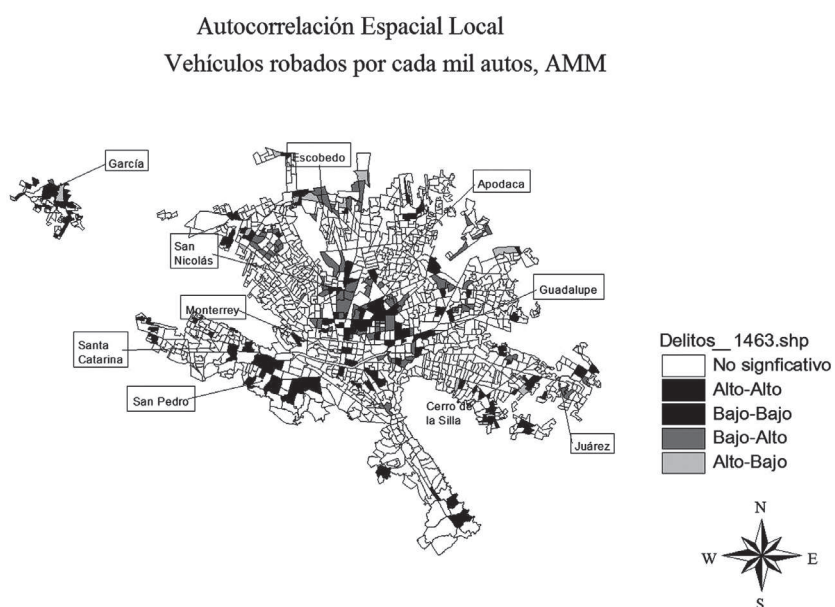 Autocorrelación Espacial Local
Vehículos robados por cada mil autos, AMM
García
Escobedo
Apodaca
San
Nicolás
Guadalupe
Monterrey
Santa
Catarina
San Pedro
Cerro de
la Silla
Juárez
Delitos__1463.shp
No signficativo
Alto-Alto
Bajo-Bajo
Bajo-Alto
Alto-Bajo
N
W
E
S